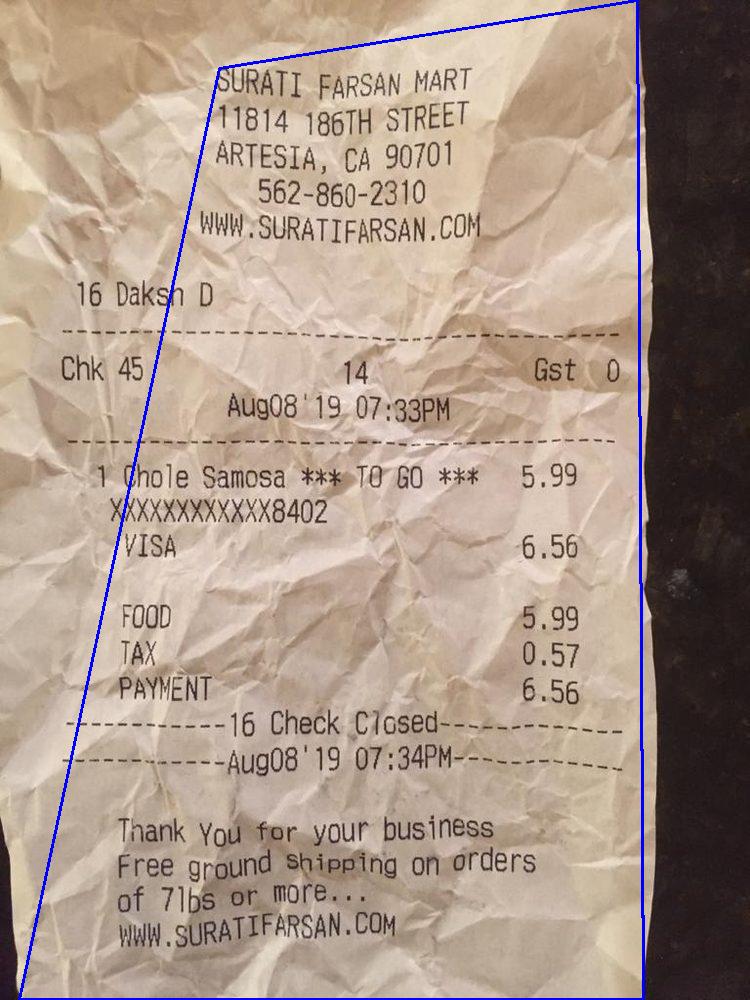 SURATI FARSAN MART
11814 186TH STREET
ARTESIA, CA 90701
562-860-2310
WWW.SURATIFARSAN.COM
16 Daksh D
Chk 45 14 Gst 0
Aug08'19 07:33PM
1 Chole Samosa *** TO GO *** 5.99
XXXXXXXXXXXX8402
VISA 6.56
FOOD 5.99
TAX 0.57
PAYMENT 6.56
-----------16 Check Closed-------------
-----------Aug08'19 07:34PM------------
Thank You for your business
Free ground shipping on orders
of 7lbs or more...
WWW.SURATIFARSAN.COM